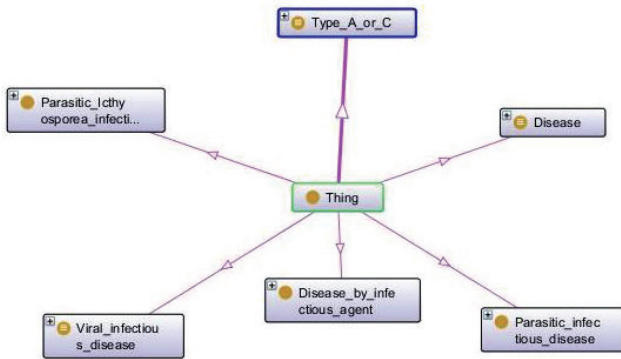 Type_A_or_C
Parasitic_Icthy
osporea_infecti...
Disease
Thing
Disease_by_infe
ctious_agent
Viral_infectiou
s_disease
Parasitic_infec
tious_disease